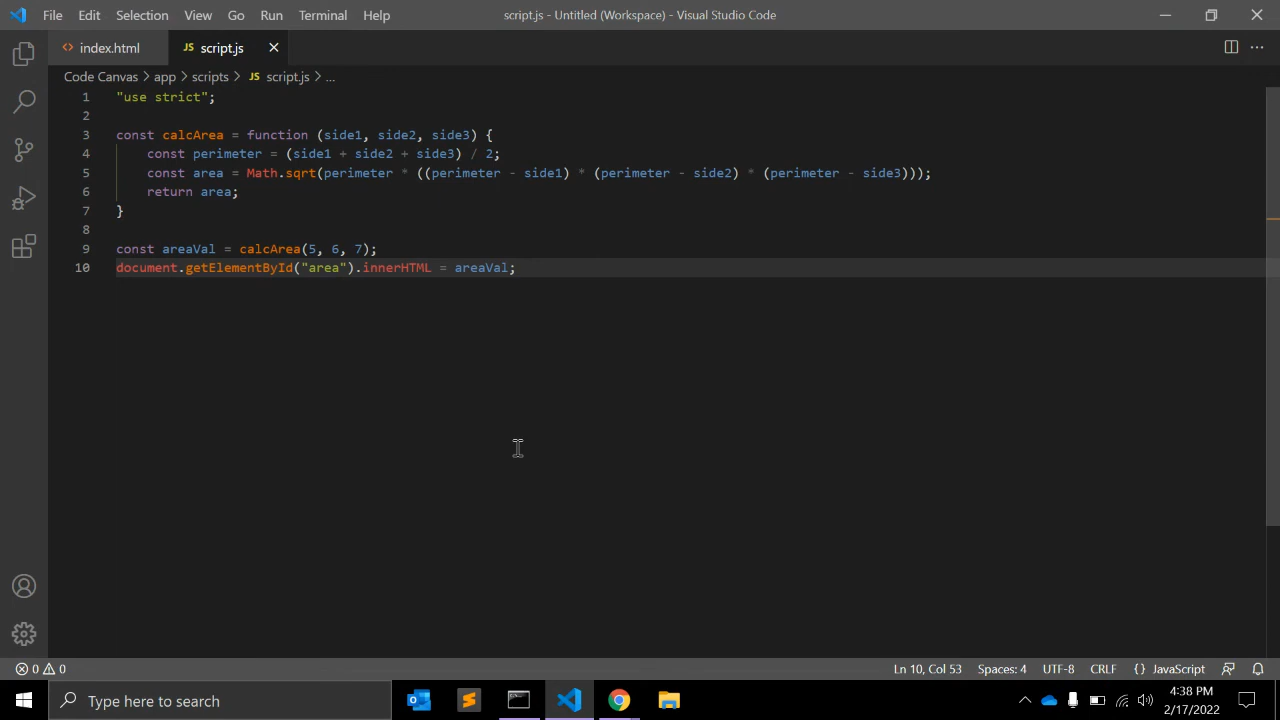 File Edit Selection View Go Run Terminal Help script.js - Untitled (Workspace) - Visual Studio Code
<> index.html JS script.js
Code Canvas > app > scripts > JS script.js > ...
1 "use strict";
2
3 const calcArea = function (side1, side2, side3) {
4     const perimeter = (side1 + side2 + side3) / 2;
5     const area = Math.sqrt(perimeter * ((perimeter - side1) * (perimeter - side2) * (perimeter - side3)));
6     return area;
7 }
8
9 const areaVal = calcArea(5, 6, 7);
10 document.getElementById("area").innerHTML = areaVal;
0 0 Ln 10, Col 53 Spaces: 4 UTF-8 CRLF {} JavaScript
Type here to search
4:38 PM
2/17/2022